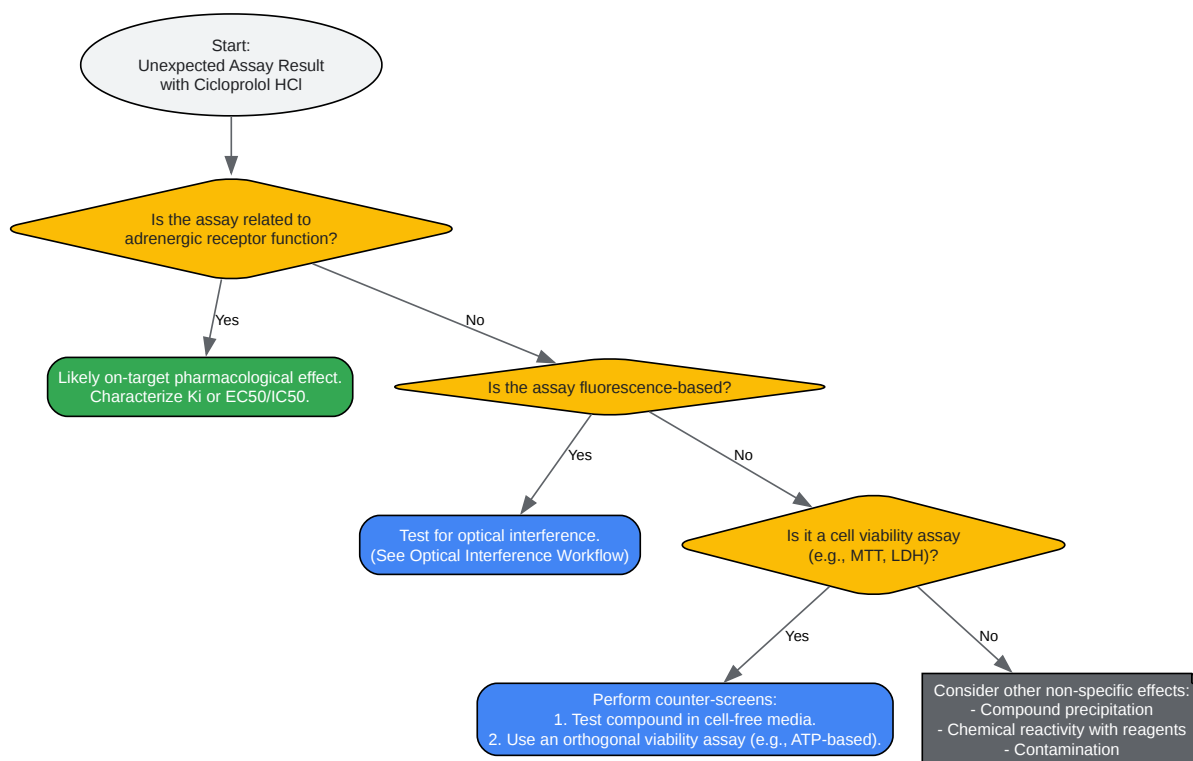 Start:
Unexpected Assay Result
with Cicloprolol HCl
Is the assay related to
adrenergic receptor function?
Yes
No
Likely on-target pharmacological effect.
Characterize Ki or EC50/IC50.
Is the assay fluorescence-based?
Yes
No
Test for optical interference.
(See Optical Interference Workflow)
Is it a cell viability assay
(e.g., MTT, LDH)?
Yes
No
Perform counter-screens:
1. Test compound in cell-free media.
2. Use an orthogonal viability assay (e.g., ATP-based).
Consider other non-specific effects:
- Compound precipitation
- Chemical reactivity with reagents
- Contamination